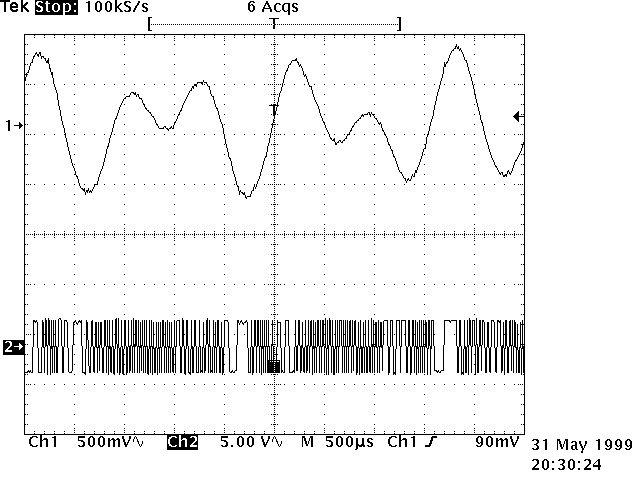 Tek Stop: 100kS/s 6 Acqs
T
T
1→
2→
Ch1 500mV∿ Ch2 5.00 V∿ M 500µs Ch1 ⨍ 90mV
31 May 1999
20:30:24